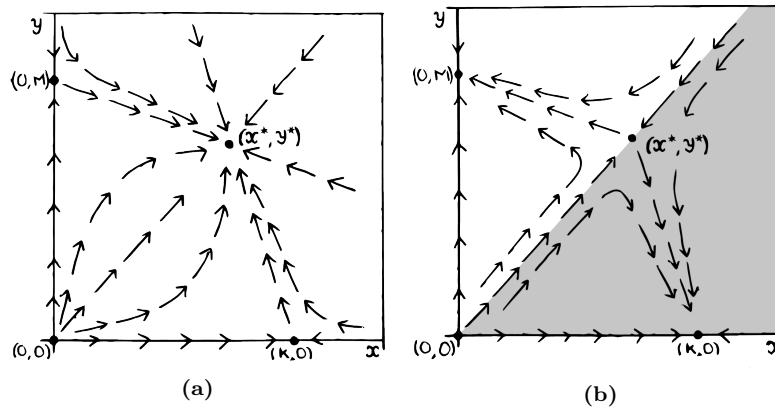 y
(0,M)
(x*, y*)
(0,0)
(K,0)
x
(a)
y
(0,M)
(x*, y*)
(0,0)
(K,0)
x
(b)